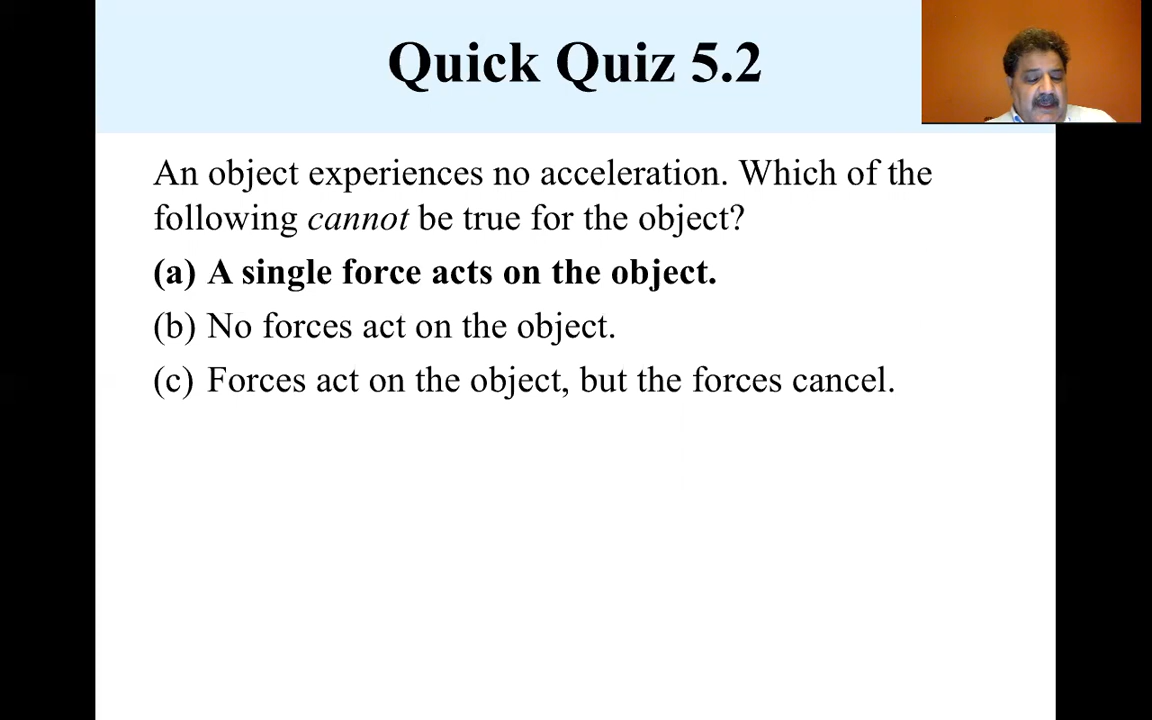 Quick Quiz 5.2
An object experiences no acceleration. Which of the
following cannot be true for the object?
(a) A single force acts on the object.
(b) No forces act on the object.
(c) Forces act on the object, but the forces cancel.